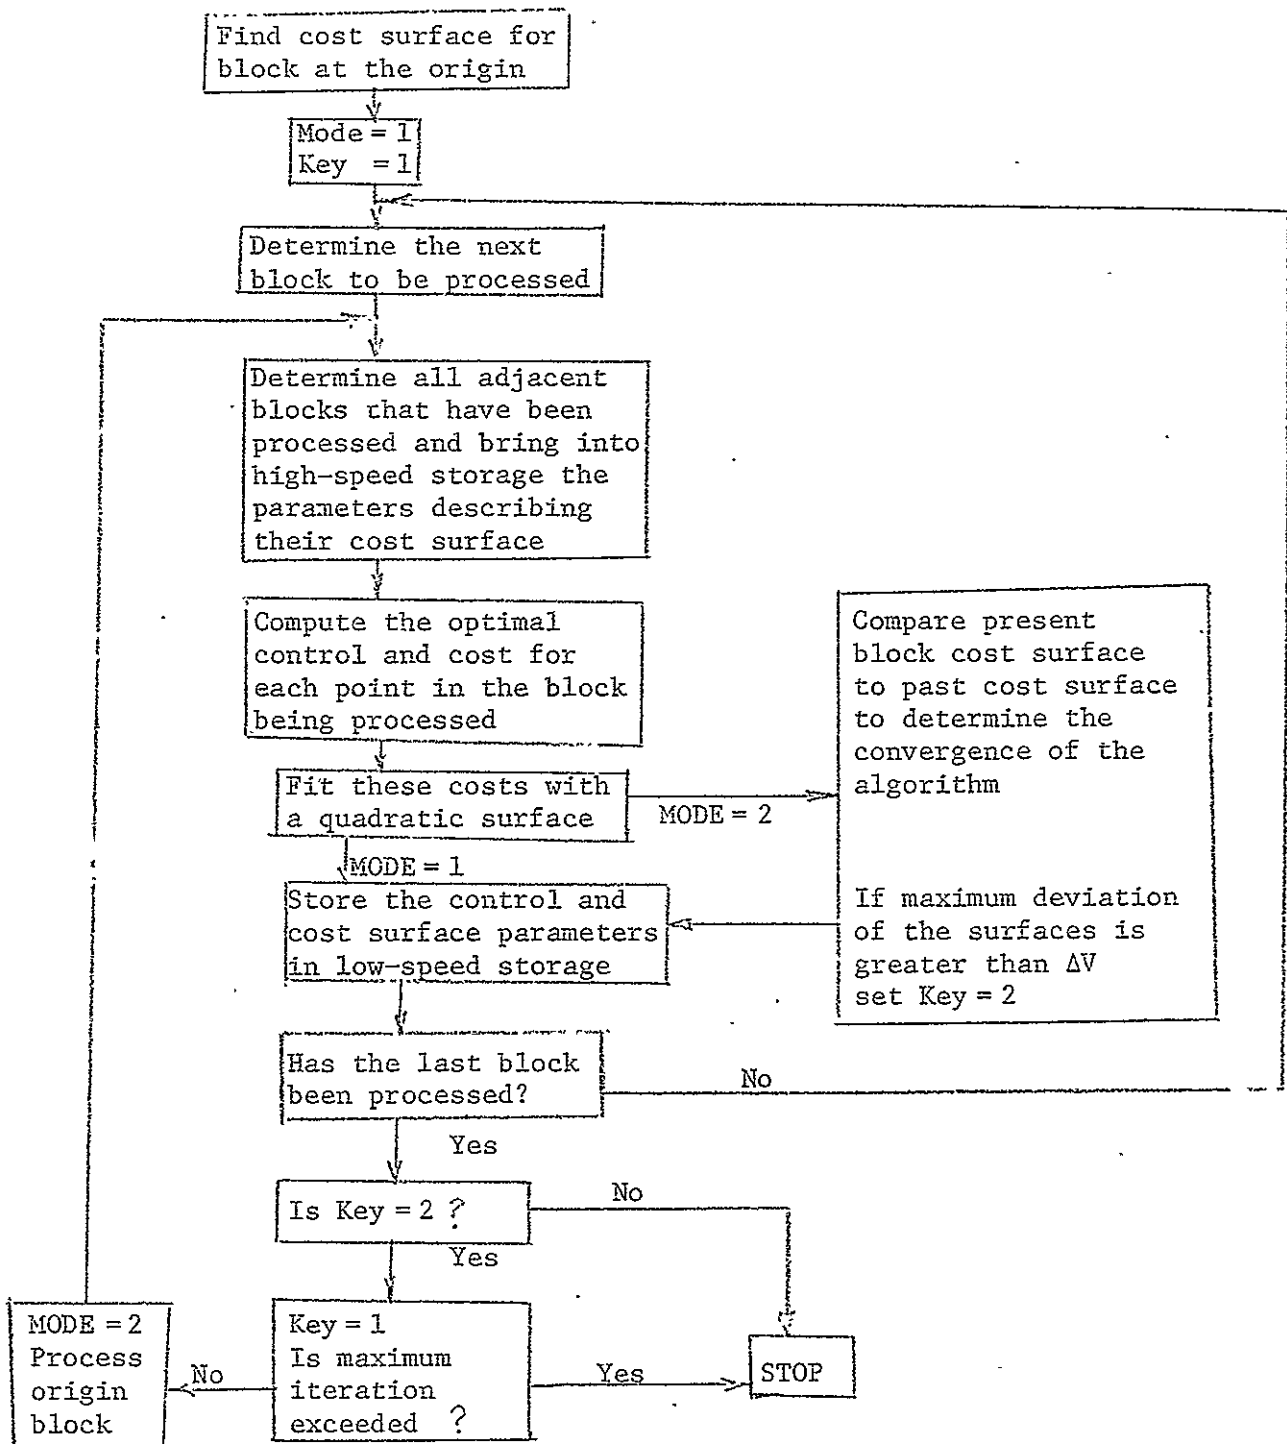 Find cost surface for
block at the origin
Mode = 1
Key = 1
Determine the next
block to be processed
Determine all adjacent
blocks that have been
processed and bring into
high-speed storage the
parameters describing
their cost surface
Compute the optimal
control and cost for
each point in the block
being processed
Fit these costs with
a quadratic surface
MODE = 2
Compare present
block cost surface
to past cost surface
to determine the
convergence of the
algorithm
If maximum deviation
of the surfaces is
greater than ΔV
set Key = 2
MODE = 1
Store the control and
cost surface parameters
in low-speed storage
Has the last block
been processed?
No
Yes
Is Key = 2 ?
No
Yes
Key = 1
Is maximum
iteration
exceeded ?
Yes
STOP
No
MODE = 2
Process
origin
block